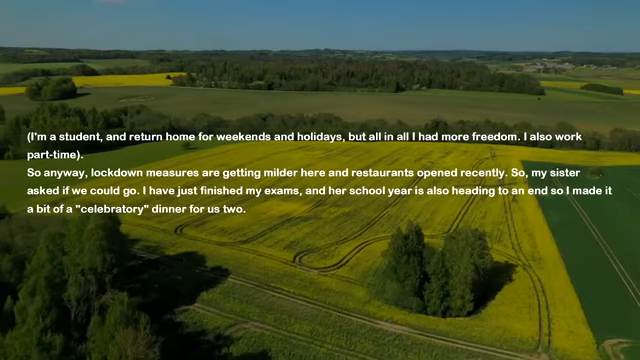 (I'm a student, and return home for weekends and holidays, but all in all I had more freedom. I also work
part-time).
So anyway, lockdown measures are getting milder here and restaurants opened recently. So, my sister
asked if we could go. I have just finished my exams, and her school year is also heading to an end so I made it
a bit of a "celebratory" dinner for us two.